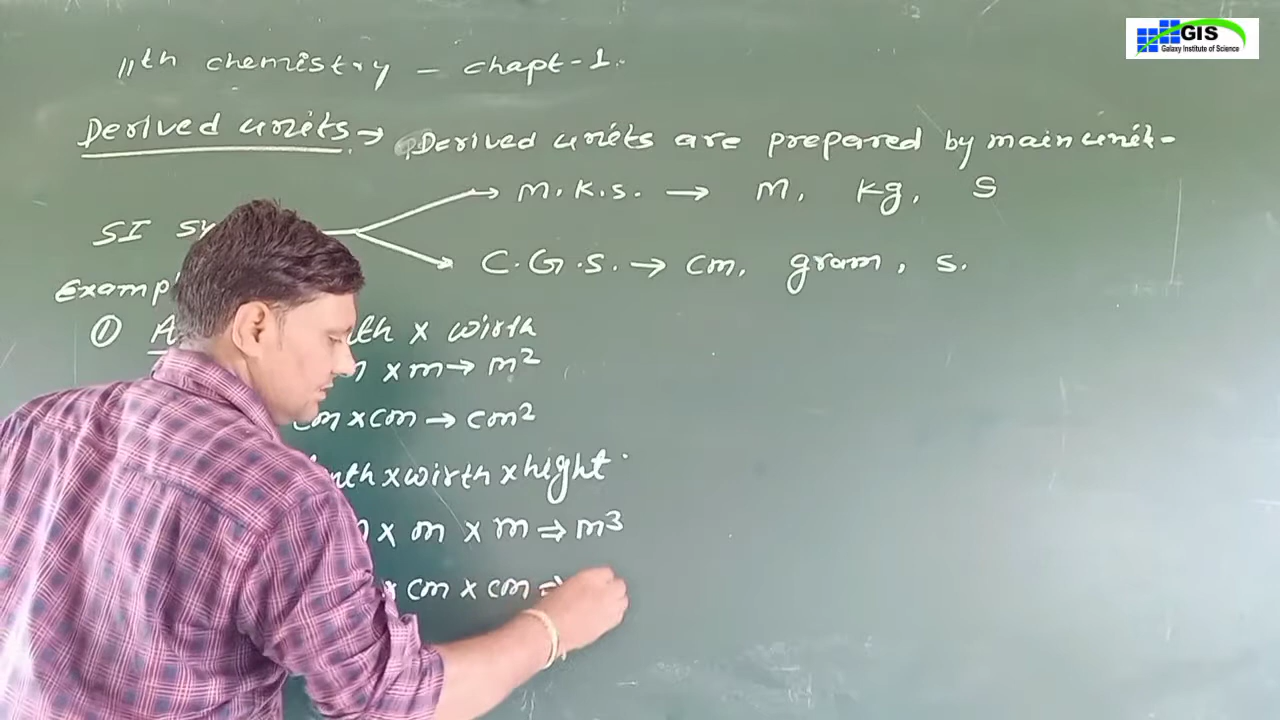 GIS
Galaxy Institute of Science
11th chemistry - chapt-1.
Derived units → Derived units are prepared by main unit-
M.K.S. → M, kg, S
SI
C.G.S. → cm, gram, s.
Examp
① A × wirth
× m → m²
cm × cm → cm²
× wirth × hight.
× m × m ⇒ m³
× cm × cm ⇒